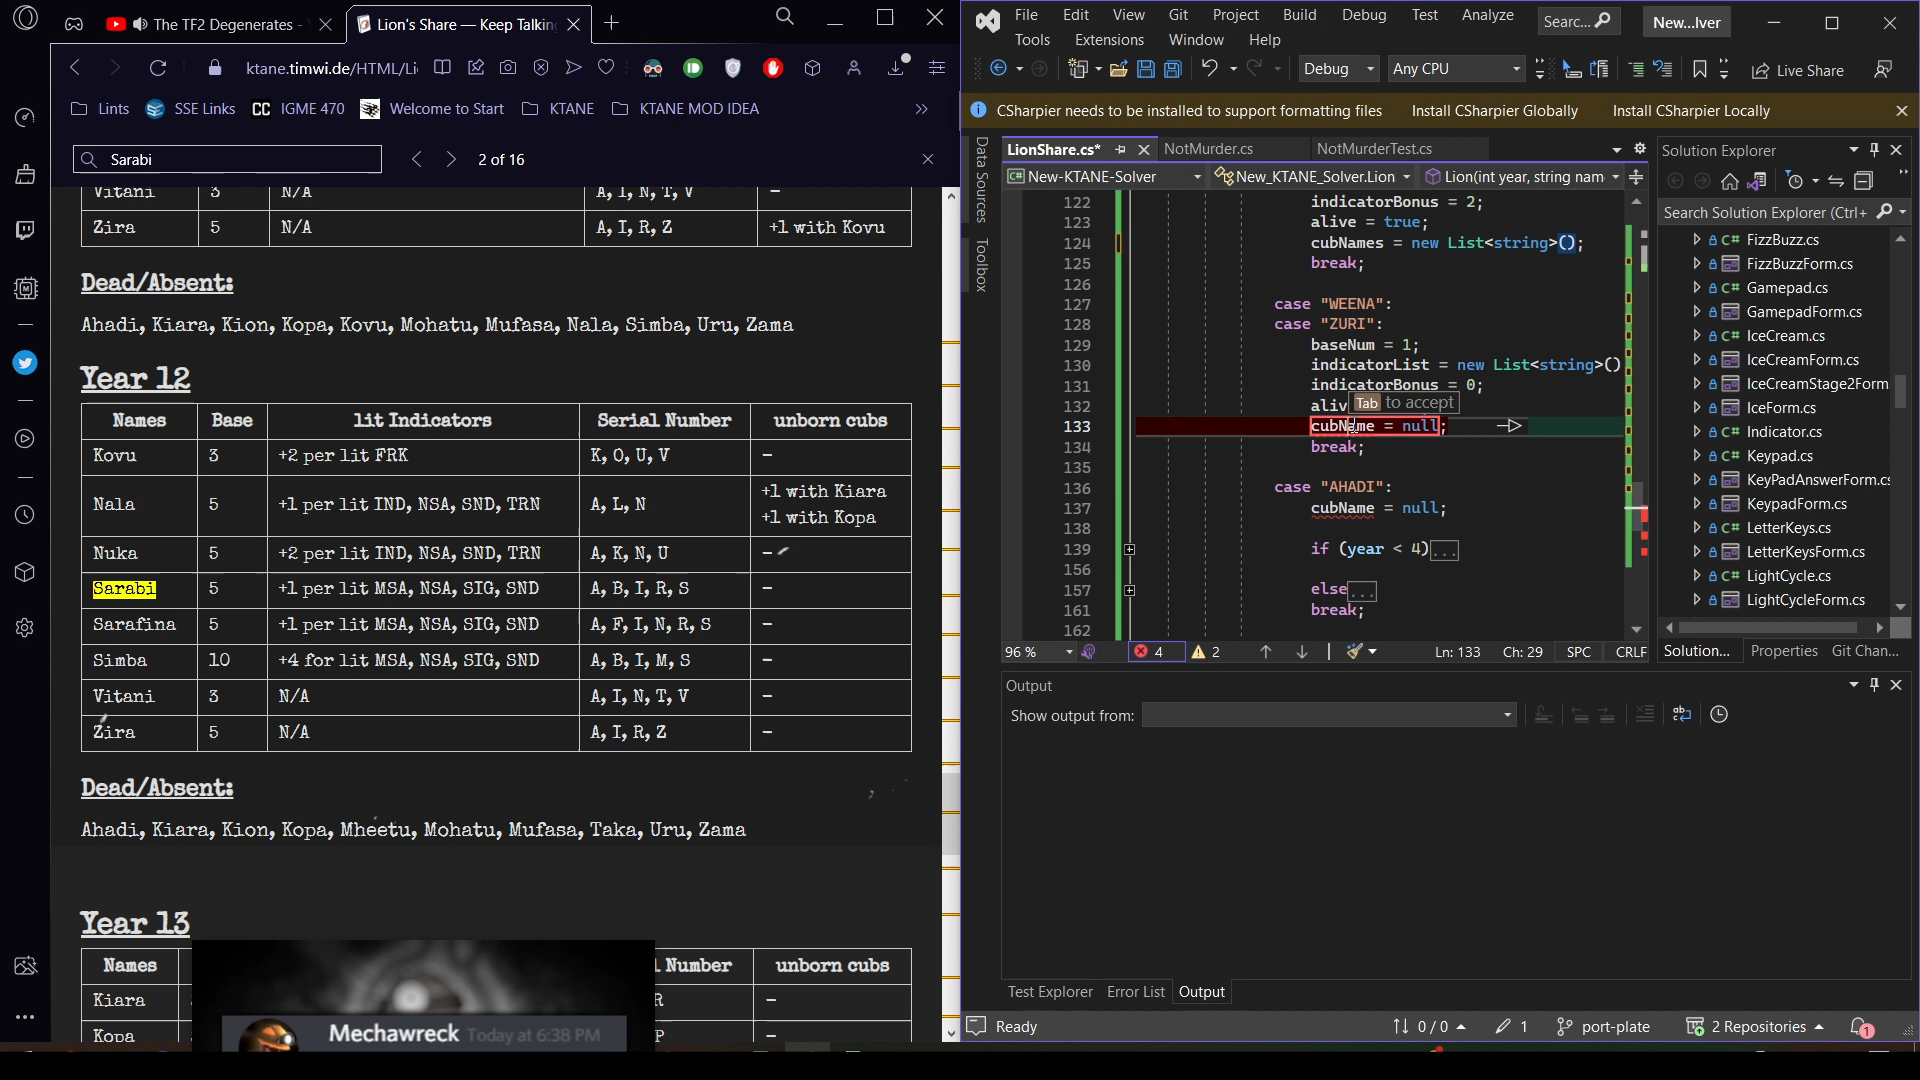 The TF2 Degenerates -
Lion's Share — Keep Talking
ktane.timwi.de/HTML/Li
Lints
SSE Links
CC IGME 470
Welcome to Start
KTANE
KTANE MOD IDEA
»
Sarabi
2 of 16
Vitani 3 N/A A, I, N, T, V -
Zira 5 N/A A, I, R, Z +1 with Kovu
Dead/Absent:
Ahadi, Kiara, Kion, Kopa, Kovu, Mohatu, Mufasa, Nala, Simba, Uru, Zama
Year 12
Names Base lit Indicators Serial Number unborn cubs
Kovu 3 +2 per lit FRK K, O, U, V -
Nala 5 +1 per lit IND, NSA, SND, TRN A, L, N +1 with Kiara
+1 with Kopa
Nuka 5 +2 per lit IND, NSA, SND, TRN A, K, N, U -
Sarabi 5 +1 per lit MSA, NSA, SIG, SND A, B, I, R, S -
Sarafina 5 +1 per lit MSA, NSA, SIG, SND A, F, I, N, R, S -
Simba 10 +4 for lit MSA, NSA, SIG, SND A, B, I, M, S -
Vitani 3 N/A A, I, N, T, V -
Zira 5 N/A A, I, R, Z -
Dead/Absent:
Ahadi, Kiara, Kion, Kopa, Mheetu, Mohatu, Mufasa, Taka, Uru, Zama
Year 13
Names l Number unborn cubs
Kiara R -
Kopa P -
Mechawreck Today at 6:38 PM
File Edit View Git Project Build Debug Test Analyze
Tools Extensions Window Help
Searc...
New...lver
Debug
Any CPU
Live Share
CSharpier needs to be installed to support formatting files Install CSharpier Globally Install CSharpier Locally
Data Sources
Toolbox
LionShare.cs*
NotMurder.cs
NotMurderTest.cs
New-KTANE-Solver
New_KTANE_Solver.Lion
Lion(int year, string nam
122 indicatorBonus = 2;
123 alive = true;
124 cubNames = new List<string>();
125 break;
126
127 case "WEENA":
128 case "ZURI":
129 baseNum = 1;
130 indicatorList = new List<string>()
131 indicatorBonus = 0;
132 aliv
Tab to accept
133 cubName = null;
134 break;
135
136 case "AHADI":
137 cubName = null;
138
139 if (year < 4)...
156
157 else...
161 break;
162
96 %
4
2
Ln: 133 Ch: 29 SPC CRLF
Solution Explorer
Search Solution Explorer (Ctrl+
C# FizzBuzz.cs
FizzBuzzForm.cs
C# Gamepad.cs
GamepadForm.cs
C# IceCream.cs
IceCreamForm.cs
IceCreamStage2Form
IceForm.cs
C# Indicator.cs
C# Keypad.cs
KeyPadAnswerForm.cs
KeypadForm.cs
C# LetterKeys.cs
LetterKeysForm.cs
C# LightCycle.cs
LightCycleForm.cs
Solution... Properties Git Chan...
Output
Show output from:
Test Explorer Error List Output
Ready
0 / 0
1
port-plate
2 Repositories
1